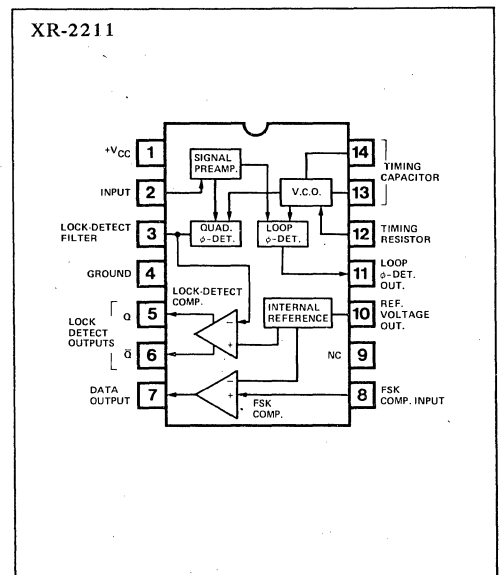 XR-2211
+VCC 1
INPUT 2
LOCK-DETECT
FILTER
3
GROUND 4
LOCK
DETECT
OUTPUTS
Q 5
Q̅ 6
DATA
OUTPUT
7
SIGNAL
PREAMP.
V.C.O.
QUAD.
φ-DET.
LOOP
φ-DET.
LOCK-DETECT
COMP.
−
+
INTERNAL
REFERENCE
−
+
FSK
COMP.
14
13
TIMING
CAPACITOR
12 TIMING
RESISTOR
11 LOOP
φ-DET.
OUT.
10 REF.
VOLTAGE
OUT.
NC 9
8 FSK
COMP. INPUT